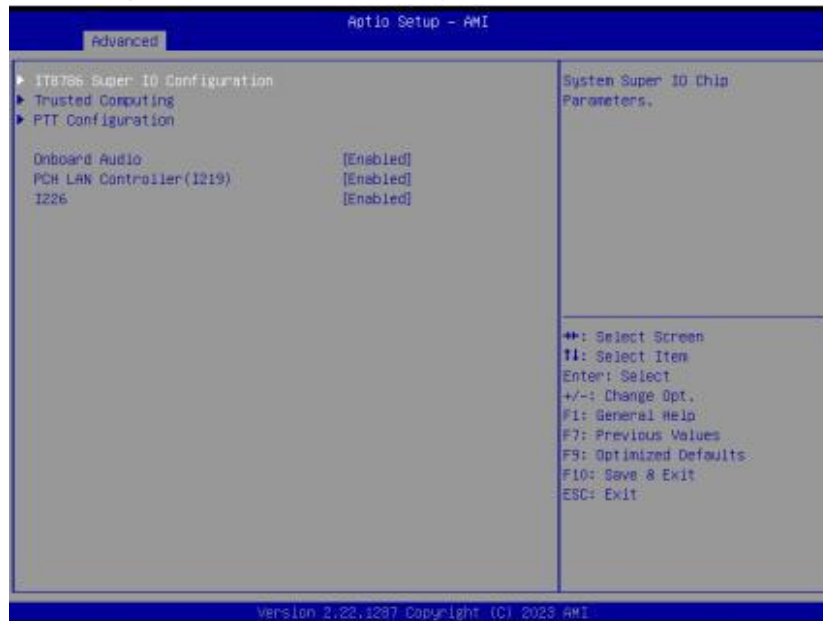 Aptio Setup - AMI
Advanced
IT8786 Super IO Configuration
Trusted Computing
PTT Configuration
Onboard Audio [Enabled]
PCH LAN Controller(I219) [Enabled]
I226 [Enabled]
System Super IO Chip
Parameters.
↔: Select Screen
↑↓: Select Item
Enter: Select
+/-: Change Opt.
F1: General Help
F7: Previous Values
F9: Optimized Defaults
F10: Save & Exit
ESC: Exit
Version 2.22.1287 Copyright (C) 2023 AMI